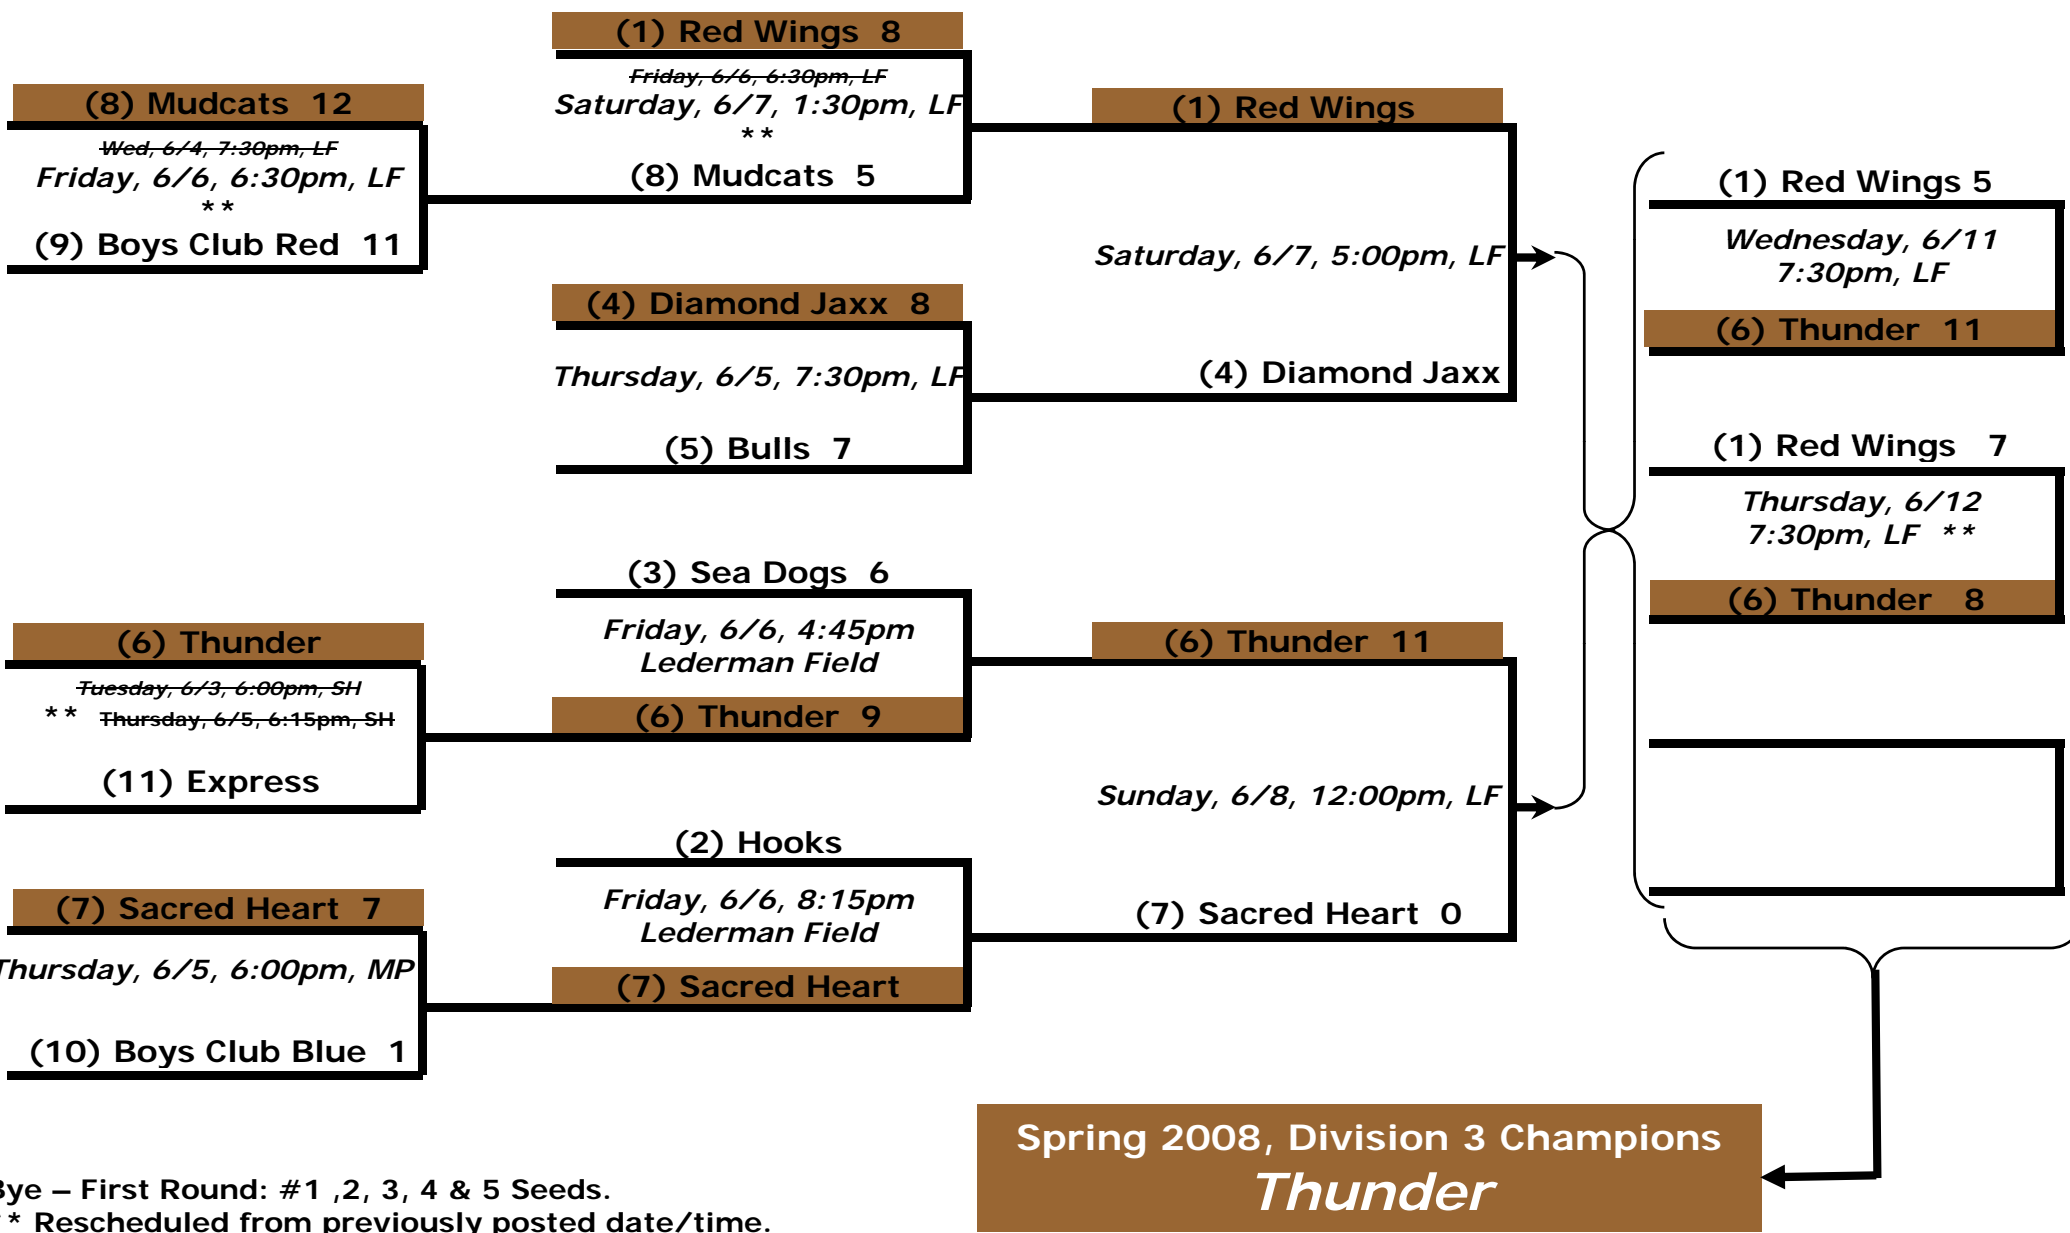 (8) Mudcats 12
Wed, 6/4, 7:30pm, LF
Friday, 6/6, 6:30pm, LF
**
(9) Boys Club Red 11
(6) Thunder
Tuesday, 6/3, 6:00pm, SH
** Thursday, 6/5, 6:15pm, SH
(11) Express
(7) Sacred Heart 7
Thursday, 6/5, 6:00pm, MP
(10) Boys Club Blue 1
(1) Red Wings 8
Friday, 6/6, 6:30pm, LF
Saturday, 6/7, 1:30pm, LF
**
(8) Mudcats 5
(4) Diamond Jaxx 8
Thursday, 6/5, 7:30pm, LF
(5) Bulls 7
(3) Sea Dogs 6
Friday, 6/6, 4:45pm
Lederman Field
(6) Thunder 9
(2) Hooks
Friday, 6/6, 8:15pm
Lederman Field
(7) Sacred Heart
(1) Red Wings
Saturday, 6/7, 5:00pm, LF
(4) Diamond Jaxx
(6) Thunder 11
Sunday, 6/8, 12:00pm, LF
(7) Sacred Heart 0
(1) Red Wings 5
Wednesday, 6/11
7:30pm, LF
(6) Thunder 11
(1) Red Wings 7
Thursday, 6/12
7:30pm, LF **
(6) Thunder 8
Spring 2008, Division 3 Champions
Thunder
Bye – First Round: #1 ,2, 3, 4 & 5 Seeds.
** Rescheduled from previously posted date/time.